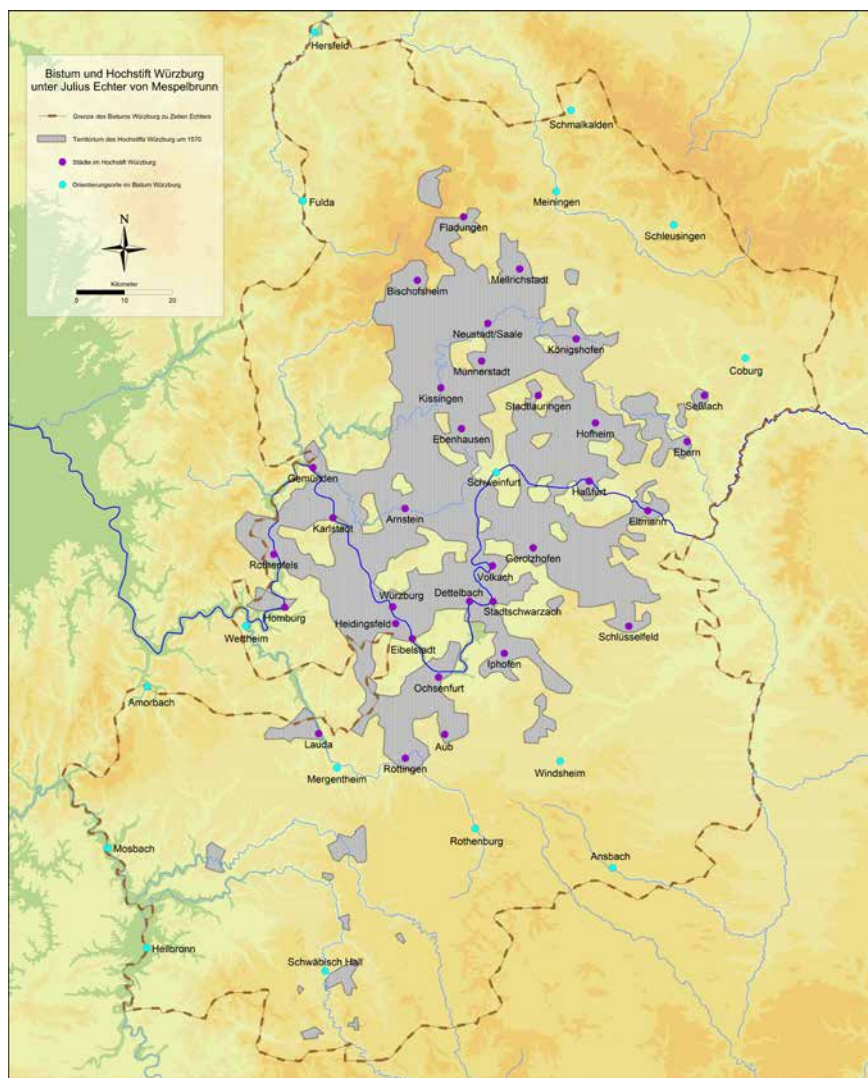 Hersfeld
Bistum und Hochstift Würzburg
unter Julius Echter von Mespelbrunn
Grenze des Bistums Würzburg zu Zeiten Echters
Territorium des Hochstifts Würzburg um 1570
Städte im Hochstift Würzburg
Orientierungsorte im Bistum Würzburg
N
Kilometer
0 10 20
Schmalkalden
Fulda
Meiningen
Fladungen
Schleusingen
Mellrichstadt
Bischofsheim
Neustadt/Saale
Königshofen
Münnerstadt
Coburg
Kissingen
Stadtlauringen
Seßlach
Ebenhausen
Hofheim
Ebern
Gemünden
Schweinfurt
Haßfurt
Karlstadt
Arnstein
Eltmann
Rothenfels
Gerolzhofen
Volkach
Homburg
Würzburg
Dettelbach
Stadtschwarzach
Wertheim
Heidingsfeld
Schlüsselfeld
Eibelstadt
Iphofen
Ochsenfurt
Amorbach
Lauda
Aub
Röttingen
Mergentheim
Windsheim
Rothenburg
Mosbach
Ansbach
Heilbronn
Schwäbisch Hall